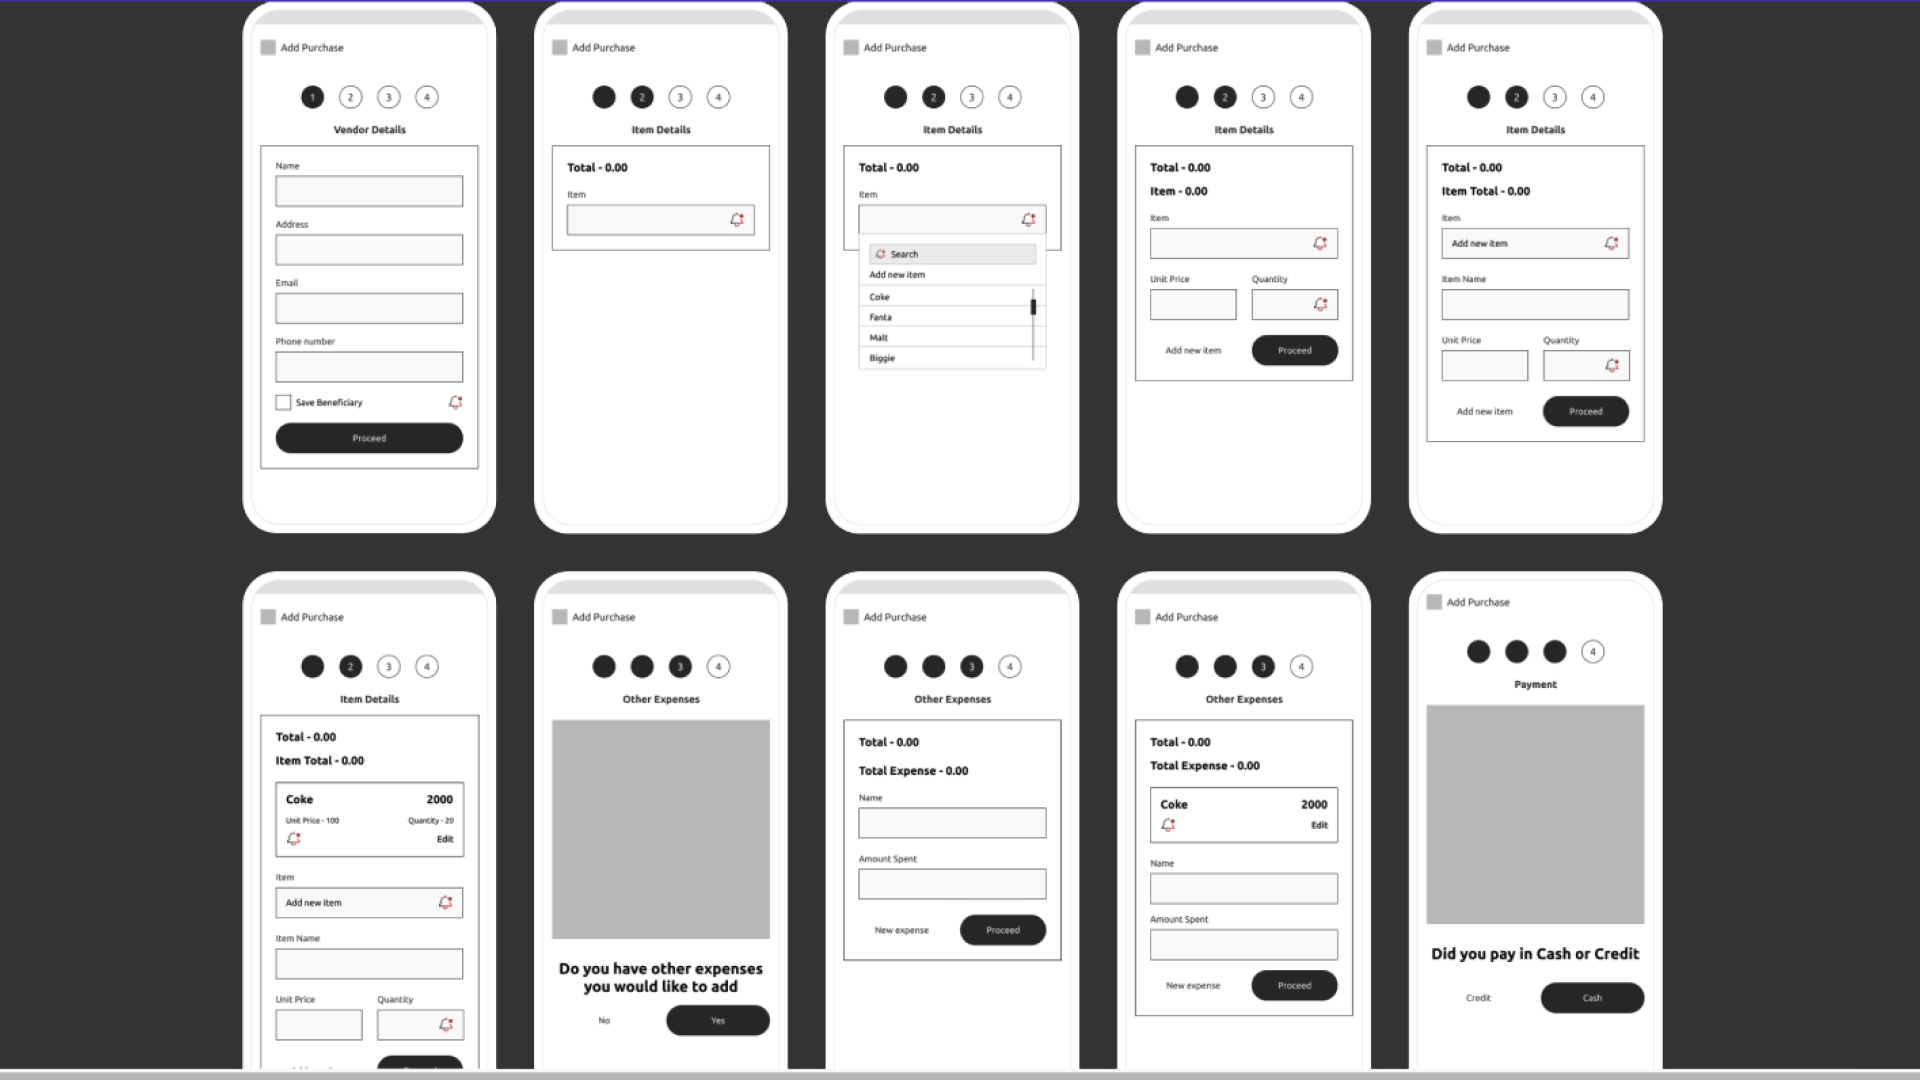 Add Purchase
1 2 3 4
Vendor Details
Name
Address
Email
Phone number
Save Beneficiary
Proceed
Add Purchase
2 3 4
Item Details
Total - 0.00
Item
Add Purchase
2 3 4
Item Details
Total - 0.00
Item
Search
Add new item
Coke
Fanta
Malt
Biggie
Add Purchase
2 3 4
Item Details
Total - 0.00
Item - 0.00
Item
Unit Price Quantity
Add new item Proceed
Add Purchase
2 3 4
Item Details
Total - 0.00
Item Total - 0.00
Item
Add new item
Item Name
Unit Price Quantity
Add new item Proceed
Add Purchase
2 3 4
Item Details
Total - 0.00
Item Total - 0.00
Coke 2000
Unit Price - 100 Quantity - 20
Edit
Item
Add new item
Item Name
Unit Price Quantity
Add Purchase
3 4
Other Expenses
Do you have other expenses
you would like to add
No Yes
Add Purchase
3 4
Other Expenses
Total - 0.00
Total Expense - 0.00
Name
Amount Spent
New expense Proceed
Add Purchase
3 4
Other Expenses
Total - 0.00
Total Expense - 0.00
Coke 2000
Edit
Name
Amount Spent
New expense Proceed
Add Purchase
4
Payment
Did you pay in Cash or Credit
Credit Cash